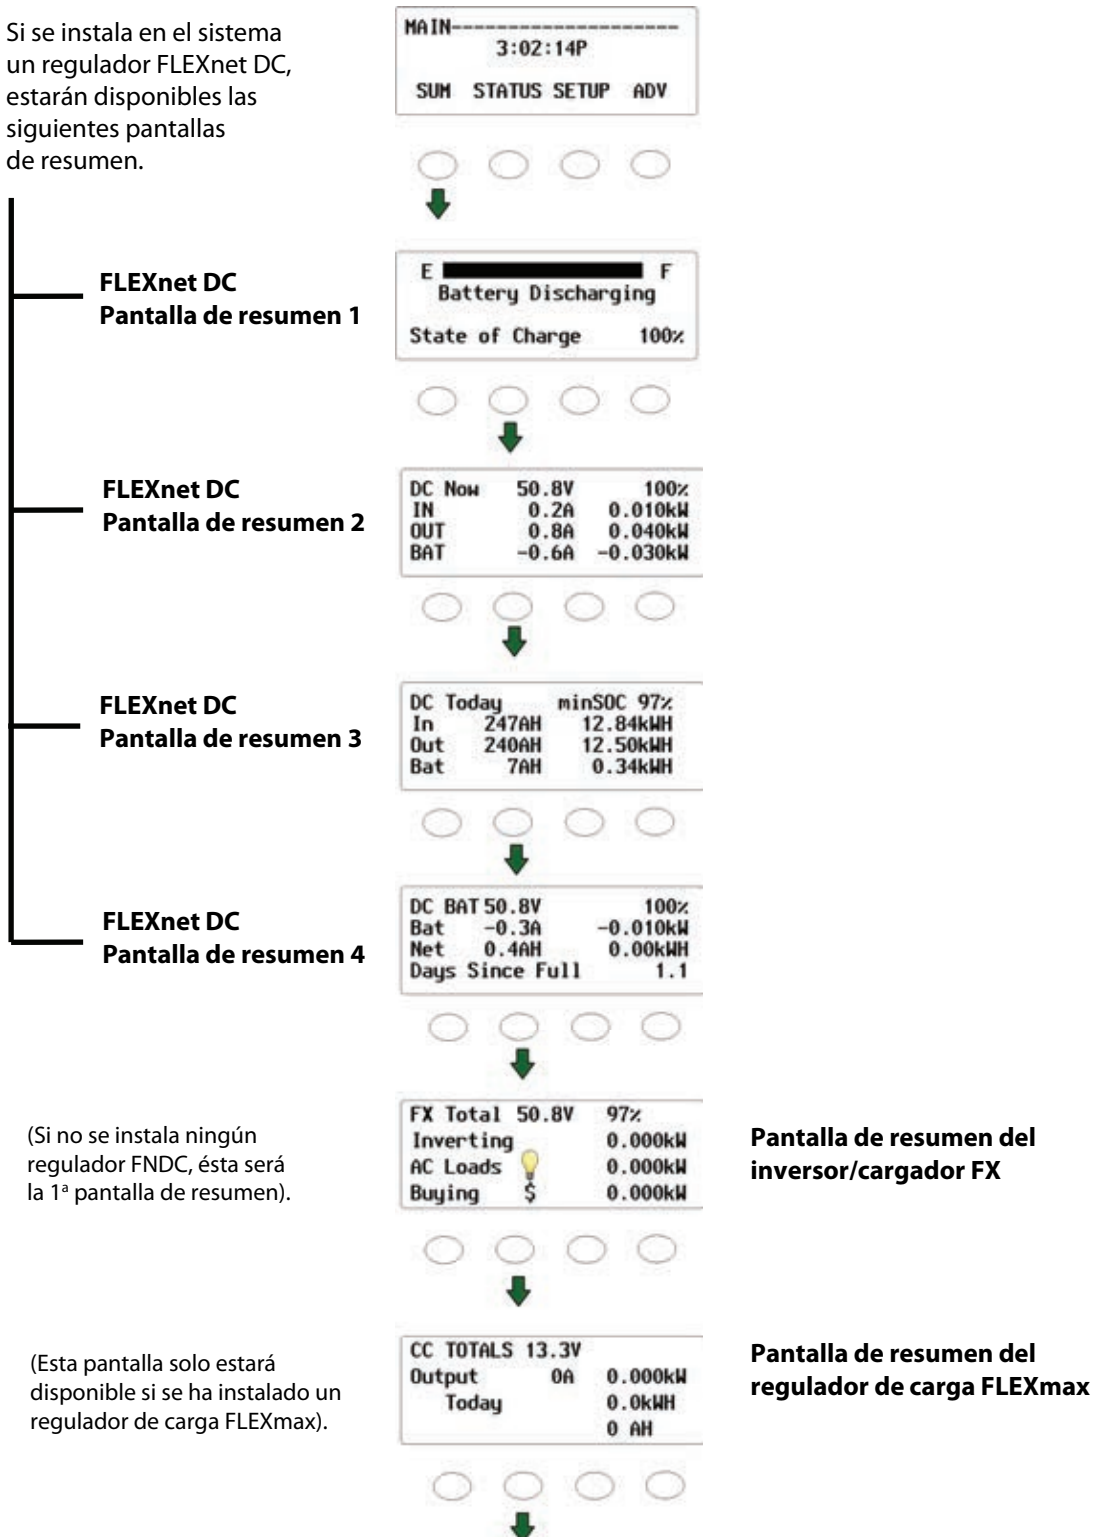 Si se instala en el sistema
un regulador FLEXnet DC,
estarán disponibles las
siguientes pantallas
de resumen.
MAIN---------------------
3:02:14P
SUM STATUS SETUP ADV
FLEXnet DC
Pantalla de resumen 1
E F
Battery Discharging
State of Charge 100%
FLEXnet DC
Pantalla de resumen 2
DC Now 50.8V 100%
IN 0.2A 0.010kW
OUT 0.8A 0.040kW
BAT -0.6A -0.030kW
FLEXnet DC
Pantalla de resumen 3
DC Today minSOC 97%
In 247AH 12.84kWH
Out 240AH 12.50kWH
Bat 7AH 0.34kWH
FLEXnet DC
Pantalla de resumen 4
DC BAT 50.8V 100%
Bat -0.3A -0.010kW
Net 0.4AH 0.00kWH
Days Since Full 1.1
(Si no se instala ningún
regulador FNDC, ésta será
la 1ª pantalla de resumen).
FX Total 50.8V 97%
Inverting 0.000kW
AC Loads 0.000kW
Buying $ 0.000kW
Pantalla de resumen del
inversor/cargador FX
(Esta pantalla solo estará
disponible si se ha instalado un
regulador de carga FLEXmax).
CC TOTALS 13.3V
Output 0A 0.000kW
Today 0.0kWH
0 AH
Pantalla de resumen del
regulador de carga FLEXmax